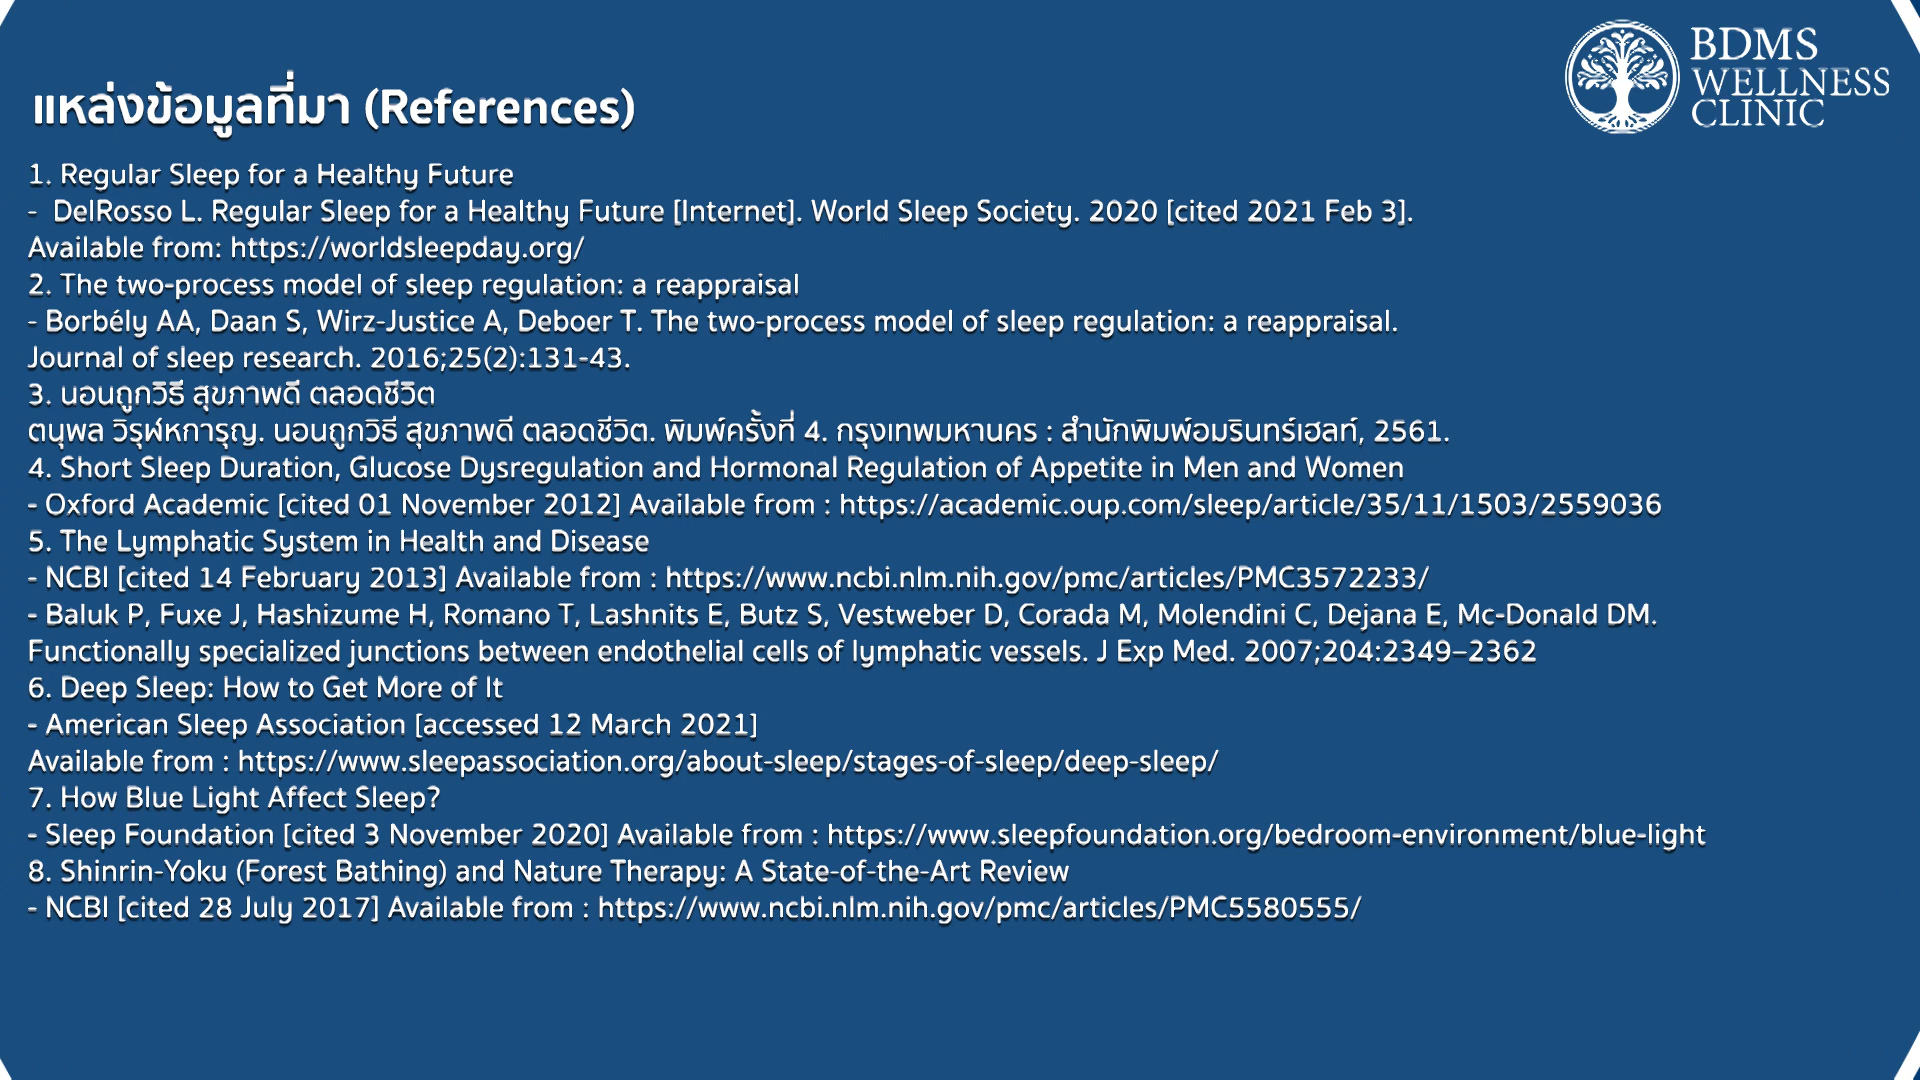 BDMS
WELLNESS
CLINIC
แหล่งข้อมูลที่มา (References)
1. Regular Sleep for a Healthy Future
- DelRosso L. Regular Sleep for a Healthy Future [Internet]. World Sleep Society. 2020 [cited 2021 Feb 3].
Available from: https://worldsleepday.org/
2. The two-process model of sleep regulation: a reappraisal
- Borbély AA, Daan S, Wirz-Justice A, Deboer T. The two-process model of sleep regulation: a reappraisal.
Journal of sleep research. 2016;25(2):131-43.
3. นอนถูกวิธี สุขภาพดี ตลอดชีวิต
ตนุพล วิรุฬหการุญ. นอนถูกวิธี สุขภาพดี ตลอดชีวิต. พิมพ์ครั้งที่ 4. กรุงเทพมหานคร : สำนักพิมพ์อมรินทร์เฮลท์, 2561.
4. Short Sleep Duration, Glucose Dysregulation and Hormonal Regulation of Appetite in Men and Women
- Oxford Academic [cited 01 November 2012] Available from : https://academic.oup.com/sleep/article/35/11/1503/2559036
5. The Lymphatic System in Health and Disease
- NCBI [cited 14 February 2013] Available from : https://www.ncbi.nlm.nih.gov/pmc/articles/PMC3572233/
- Baluk P, Fuxe J, Hashizume H, Romano T, Lashnits E, Butz S, Vestweber D, Corada M, Molendini C, Dejana E, Mc-Donald DM.
Functionally specialized junctions between endothelial cells of lymphatic vessels. J Exp Med. 2007;204:2349–2362
6. Deep Sleep: How to Get More of It
- American Sleep Association [accessed 12 March 2021]
Available from : https://www.sleepassociation.org/about-sleep/stages-of-sleep/deep-sleep/
7. How Blue Light Affect Sleep?
- Sleep Foundation [cited 3 November 2020] Available from : https://www.sleepfoundation.org/bedroom-environment/blue-light
8. Shinrin-Yoku (Forest Bathing) and Nature Therapy: A State-of-the-Art Review
- NCBI [cited 28 July 2017] Available from : https://www.ncbi.nlm.nih.gov/pmc/articles/PMC5580555/